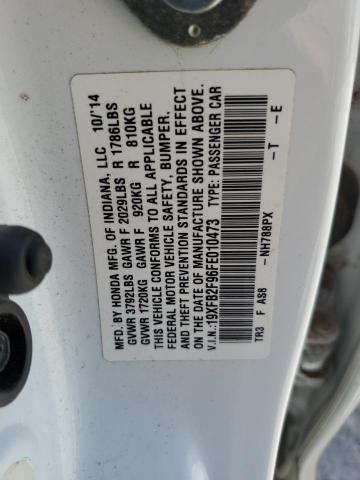 MFD. BY HONDA MFG. OF INDIANA, LLC 10/'14
GVWR 3792LBS GAWR F 2029LBS R 1786LBS
GVWR 1720KG GAWR F 920KG R 810KG
THIS VEHICLE CONFORMS TO ALL APPLICABLE
FEDERAL MOTOR VEHICLE SAFETY, BUMPER,
AND THEFT PREVENTION STANDARDS IN EFFECT
ON THE DATE OF MANUFACTURE SHOWN ABOVE.
V.I.N.:19XFB2F96FE010473 TYPE: PASSENGER CAR
TR3 F AS8 -NH788PX -T -E